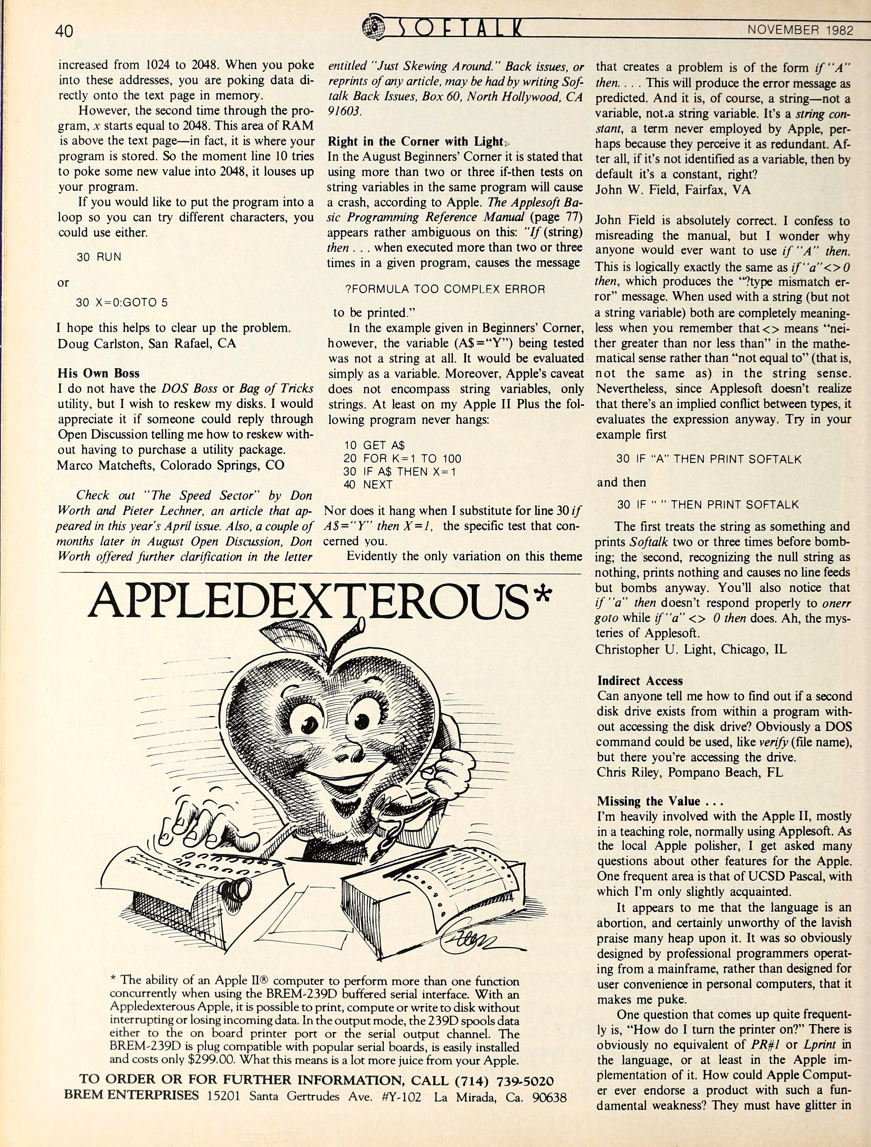 40
SOFTALK
NOVEMBER 1982
increased from 1024 to 2048. When you poke
into these addresses, you are poking data di-
rectly onto the text page in memory.
However, the second time through the pro-
gram, x starts equal to 2048. This area of RAM
is above the text page—in fact, it is where your
program is stored. So the moment line 10 tries
to poke some new value into 2048, it louses up
your program.
If you would like to put the program into a
loop so you can try different characters, you
could use either.
30 RUN
or
30 X=0:GOTO 5
I hope this helps to clear up the problem.
Doug Carlston, San Rafael, CA
His Own Boss
I do not have the DOS Boss or Bag of Tricks
utility, but I wish to reskew my disks. I would
appreciate it if someone could reply through
Open Discussion telling me how to reskew with-
out having to purchase a utility package.
Marco Matchefts, Colorado Springs, CO
Check out "The Speed Sector" by Don
Worth and Pieter Lechner, an article that ap-
peared in this year's April issue. Also, a couple of
months later in August Open Discussion, Don
Worth offered further clarification in the letter
entitled "Just Skewing Around." Back issues, or
reprints of any article, may be had by writing Sof-
talk Back Issues, Box 60, North Hollywood, CA
91603.
Right in the Corner with Light
In the August Beginners' Corner it is stated that
using more than two or three if-then tests on
string variables in the same program will cause
a crash, according to Apple. The Applesoft Ba-
sic Programming Reference Manual (page 77)
appears rather ambiguous on this: "If (string)
then . . . when executed more than two or three
times in a given program, causes the message
?FORMULA TOO COMPLEX ERROR
to be printed."
In the example given in Beginners' Corner,
however, the variable (A$="Y") being tested
was not a string at all. It would be evaluated
simply as a variable. Moreover, Apple's caveat
does not encompass string variables, only
strings. At least on my Apple II Plus the fol-
lowing program never hangs:
10 GET A$
20 FOR K=1 TO 100
30 IF A$ THEN X=1
40 NEXT
Nor does it hang when I substitute for line 30 if
A$="Y" then X=1, the specific test that con-
cerned you.
Evidently the only variation on this theme
that creates a problem is of the form if "A"
then. . . . This will produce the error message as
predicted. And it is, of course, a string—not a
variable, not.a string variable. It's a string con-
stant, a term never employed by Apple, per-
haps because they perceive it as redundant. Af-
ter all, if it's not identified as a variable, then by
default it's a constant, right?
John W. Field, Fairfax, VA
John Field is absolutely correct. I confess to
misreading the manual, but I wonder why
anyone would ever want to use if "A" then.
This is logically exactly the same as if "a"<>0
then, which produces the "?type mismatch er-
ror" message. When used with a string (but not
a string variable) both are completely meaning-
less when you remember that <> means "nei-
ther greater than nor less than" in the mathe-
matical sense rather than "not equal to" (that is,
not the same as) in the string sense.
Nevertheless, since Applesoft doesn't realize
that there's an implied conflict between types, it
evaluates the expression anyway. Try in your
example first
30 IF "A" THEN PRINT SOFTALK
and then
30 IF " " THEN PRINT SOFTALK
The first treats the string as something and
prints Softalk two or three times before bomb-
ing; the second, recognizing the null string as
nothing, prints nothing and causes no line feeds
but bombs anyway. You'll also notice that
if "a" then doesn't respond properly to onerr
goto while if "a" <> 0 then does. Ah, the mys-
teries of Applesoft.
Christopher U. Light, Chicago, IL
Indirect Access
Can anyone tell me how to find out if a second
disk drive exists from within a program with-
out accessing the disk drive? Obviously a DOS
command could be used, like verify (file name),
but there you're accessing the drive.
Chris Riley, Pompano Beach, FL
Missing the Value . . .
I'm heavily involved with the Apple II, mostly
in a teaching role, normally using Applesoft. As
the local Apple polisher, I get asked many
questions about other features for the Apple.
One frequent area is that of UCSD Pascal, with
which I'm only slightly acquainted.
It appears to me that the language is an
abortion, and certainly unworthy of the lavish
praise many heap upon it. It was so obviously
designed by professional programmers operat-
ing from a mainframe, rather than designed for
user convenience in personal computers, that it
makes me puke.
One question that comes up quite frequent-
ly is, "How do I turn the printer on?" There is
obviously no equivalent of PR#1 or Lprint in
the language, or at least in the Apple im-
plementation of it. How could Apple Comput-
er ever endorse a product with such a fun-
damental weakness? They must have glitter in
APPLEDEXTEROUS*
* The ability of an Apple II® computer to perform more than one function
concurrently when using the BREM-239D buffered serial interface. With an
Appledexterous Apple, it is possible to print, compute or write to disk without
interrupting or losing incoming data. In the output mode, the 239D spools data
either to the on board printer port or the serial output channel. The
BREM-239D is plug compatible with popular serial boards, is easily installed
and costs only $299.00. What this means is a lot more juice from your Apple.
TO ORDER OR FOR FURTHER INFORMATION, CALL (714) 739-5020
BREM ENTERPRISES 15201 Santa Gertrudes Ave. #Y-102 La Mirada, Ca. 90638